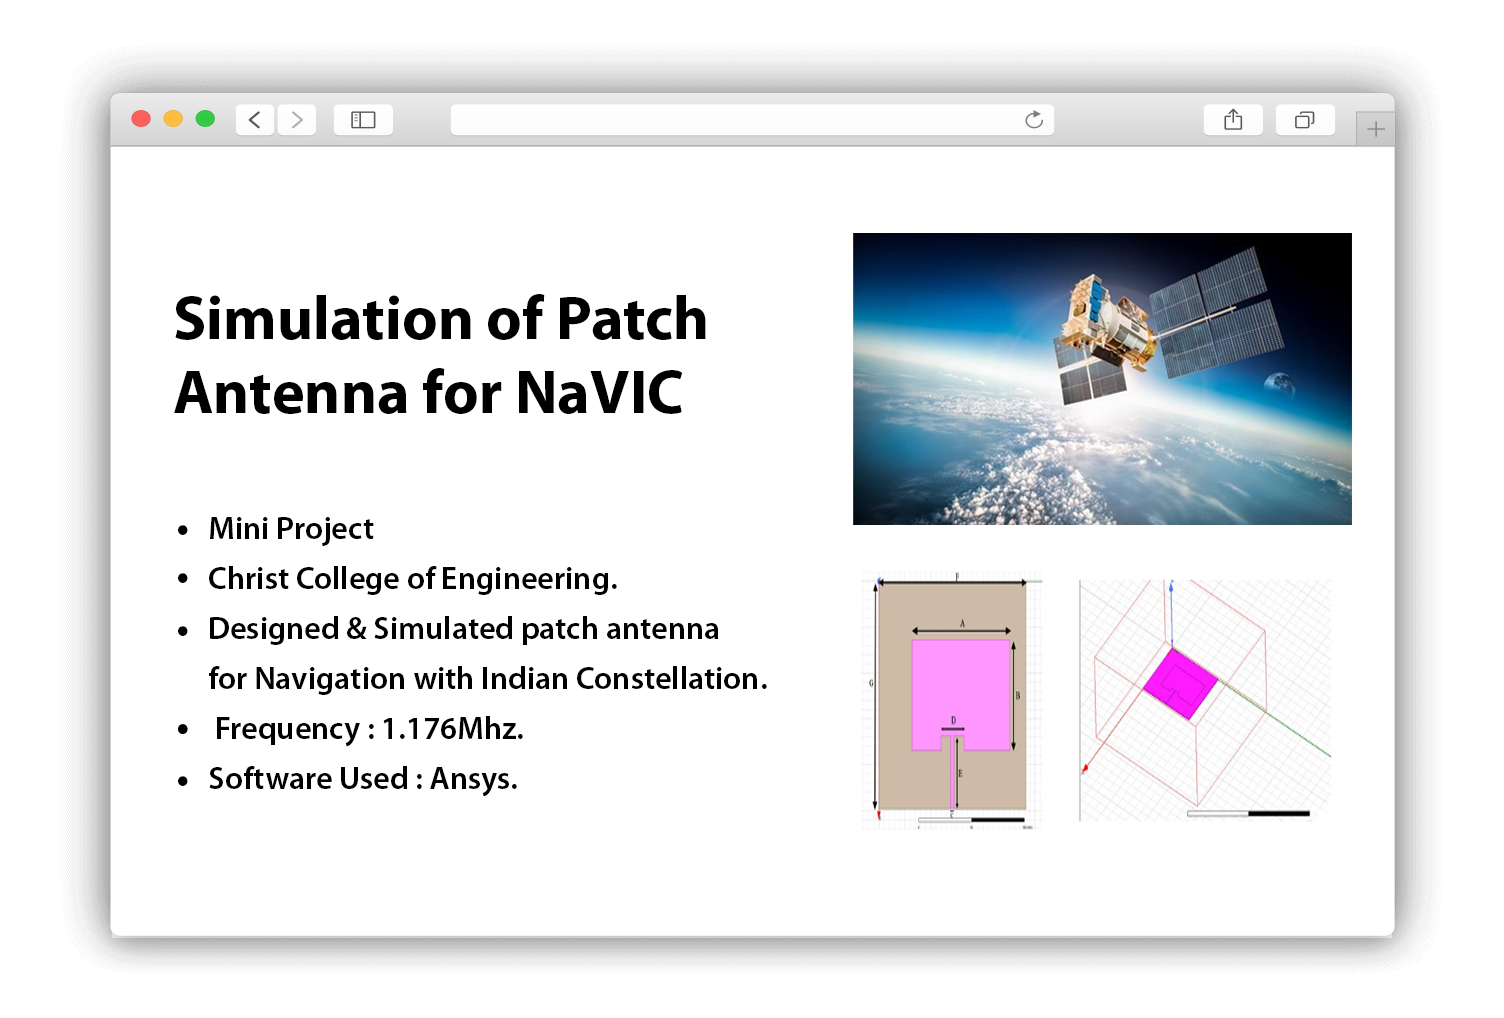 Simulation of Patch
Antenna for NaVIC
• Mini Project
• Christ College of Engineering.
• Designed & Simulated patch antenna
for Navigation with Indian Constellation.
• Frequency : 1.176Mhz.
• Software Used : Ansys.
F
A
G
B
D
E
C